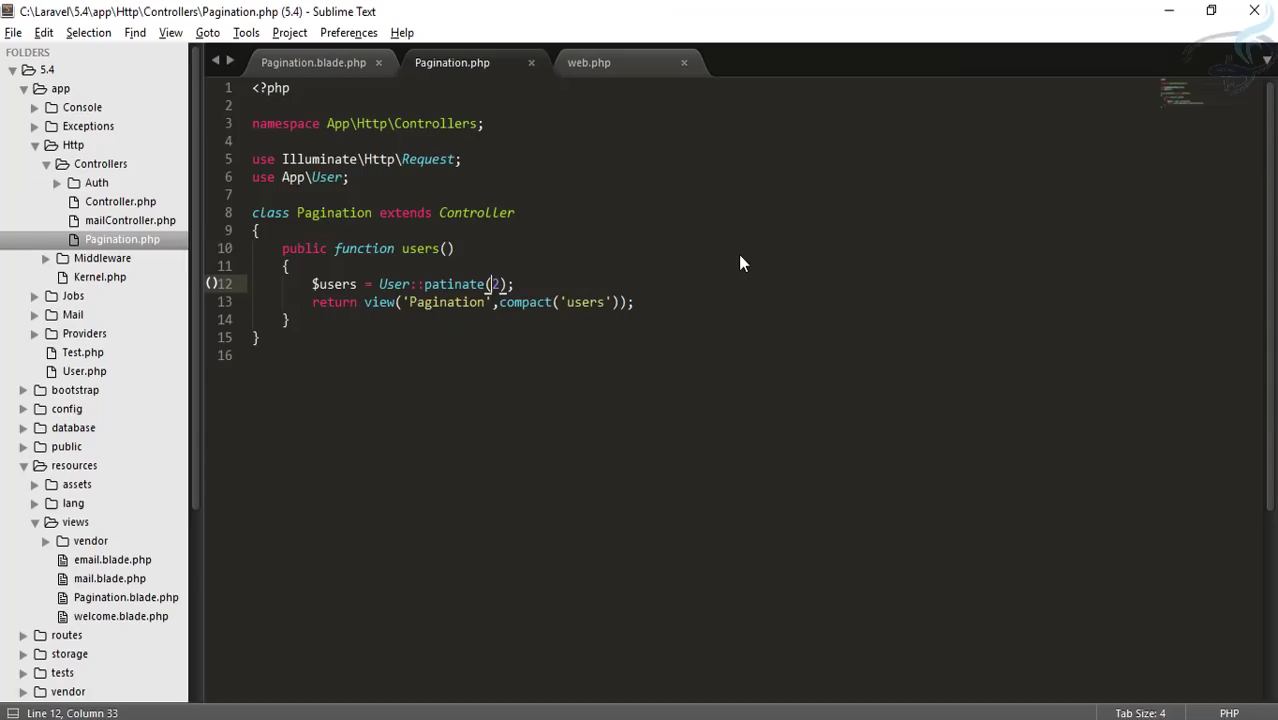 C:\Laravel\5.4\app\Http\Controllers\Pagination.php (5.4) - Sublime Text
File Edit Selection Find View Goto Tools Project Preferences Help
FOLDERS
5.4
app
Console
Exceptions
Http
Controllers
Auth
Controller.php
mailController.php
Pagination.php
Middleware
Kernel.php
Jobs
Mail
Providers
Test.php
User.php
bootstrap
config
database
public
resources
assets
lang
views
vendor
email.blade.php
mail.blade.php
Pagination.blade.php
welcome.blade.php
routes
storage
tests
vendor
Pagination.blade.php × Pagination.php × web.php ×
1 <?php
2
3 namespace App\Http\Controllers;
4
5 use Illuminate\Http\Request;
6 use App\User;
7
8 class Pagination extends Controller
9 {
10 public function users()
11 {
()12 $users = User::patinate(2);
13 return view('Pagination',compact('users'));
14 }
15 }
16
Line 12, Column 33 Tab Size: 4 PHP